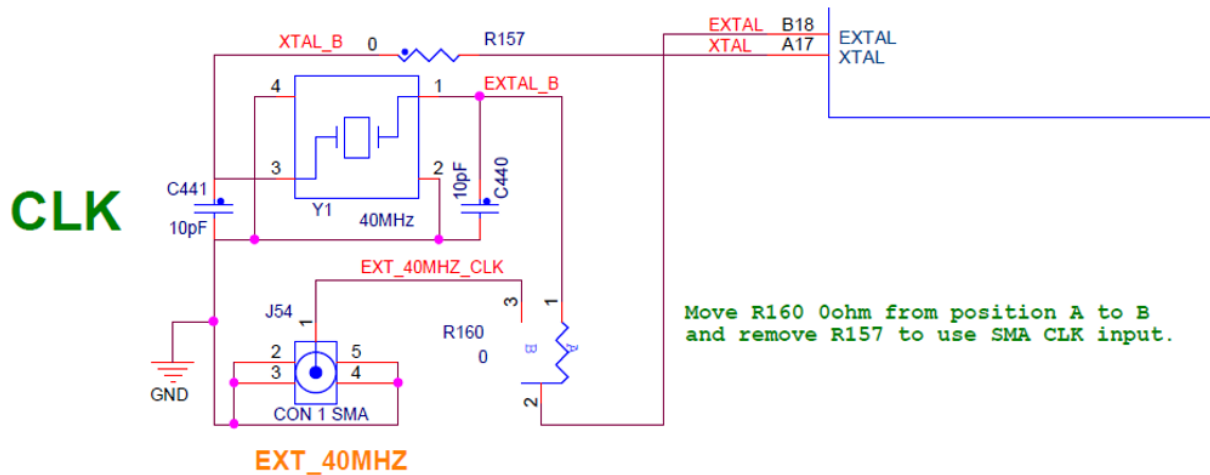 EXTAL B18
XTAL A17
EXTAL
XTAL
XTAL_B 0 R157
EXTAL_B
4 1
3 2
C441
10pF
Y1
40MHz
10pF
C440
CLK
EXT_40MHZ_CLK
J54
1
2 5
3 4
CON 1 SMA
GND
3 1
R160
0
B A
2
Move R160 0ohm from position A to B
and remove R157 to use SMA CLK input.
EXT_40MHZ